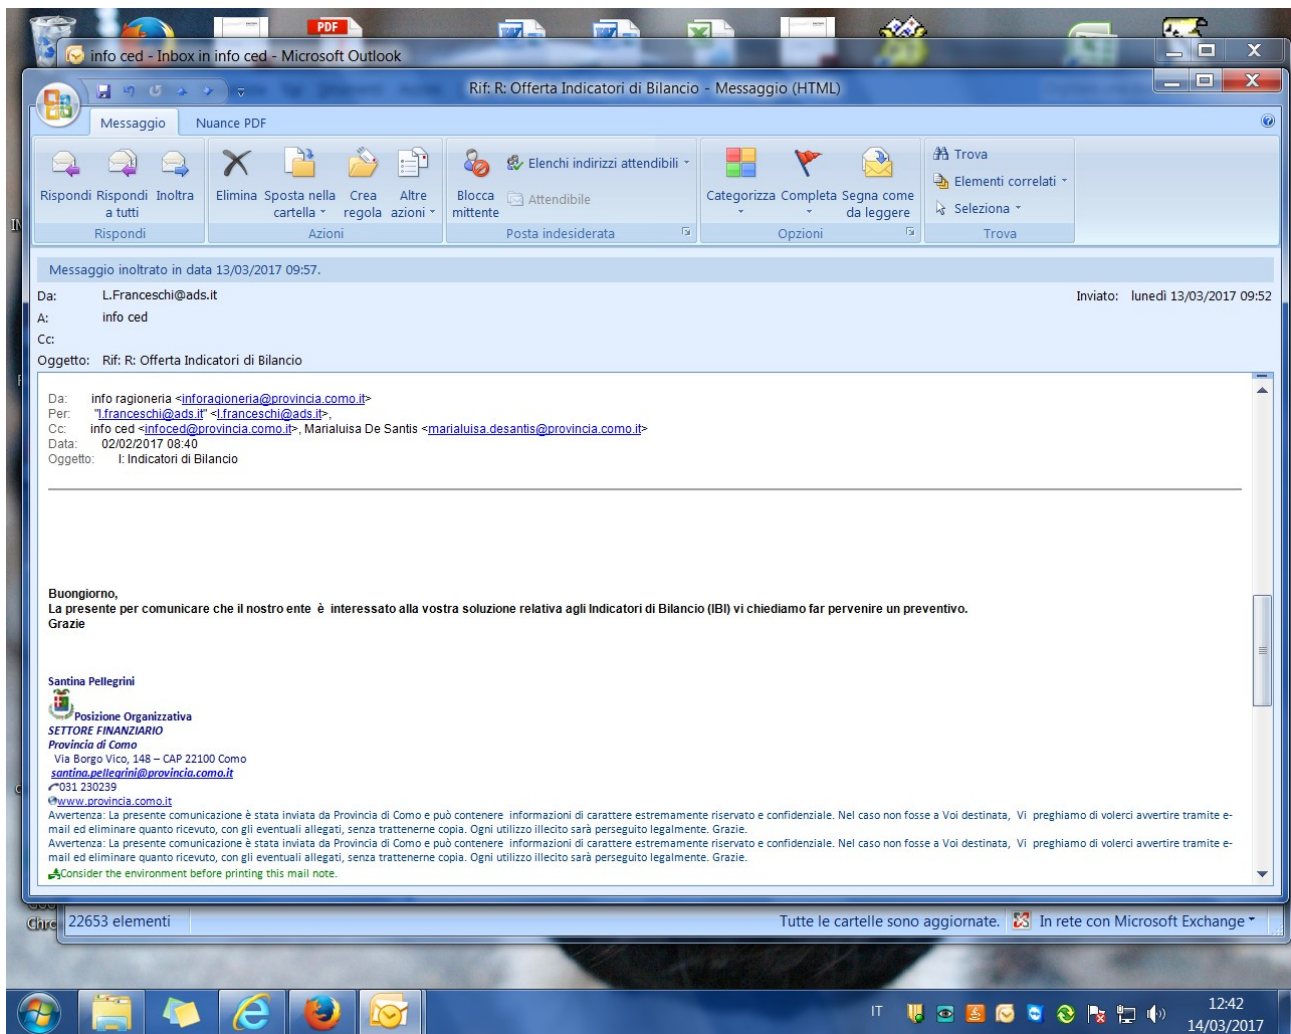 PDF
info ced - Inbox in info ced - Microsoft Outlook
Rif: R: Offerta Indicatori di Bilancio - Messaggio (HTML)
Messaggio Nuance PDF
Rispondi Rispondi a tutti Inoltra
Elimina Sposta nella cartella Crea regola Altre azioni
Blocca mittente Elenchi indirizzi attendibili
Attendibile
Categorizza Completa Segna come da leggere
Trova
Elementi correlati
Seleziona
Rispondi Azioni Posta indesiderata Opzioni Trova
Messaggio inoltrato in data 13/03/2017 09:57.
Da: L.Franceschi@ads.it Inviato: lunedì 13/03/2017 09:52
A: info ced
Cc:
Oggetto: Rif: R: Offerta Indicatori di Bilancio
Da: info ragioneria <inforagioneria@provincia.como.it>
Per: "l.franceschi@ads.it" <l.franceschi@ads.it>,
Cc: info ced <infoced@provincia.como.it>, Marialuisa De Santis <marialuisa.desantis@provincia.como.it>
Data: 02/02/2017 08:40
Oggetto: I: Indicatori di Bilancio
Buongiorno,
La presente per comunicare che il nostro ente è interessato alla vostra soluzione relativa agli Indicatori di Bilancio (IBI) vi chiediamo far pervenire un preventivo.
Grazie
Santina Pellegrini
Posizione Organizzativa
SETTORE FINANZIARIO
Provincia di Como
Via Borgo Vico, 148 – CAP 22100 Como
santina.pellegrini@provincia.como.it
031 230239
www.provincia.como.it
Avvertenza: La presente comunicazione è stata inviata da Provincia di Como e può contenere informazioni di carattere estremamente riservato e confidenziale. Nel caso non fosse a Voi destinata, Vi preghiamo di volerci avvertire tramite e-
mail ed eliminare quanto ricevuto, con gli eventuali allegati, senza trattenerne copia. Ogni utilizzo illecito sarà perseguito legalmente. Grazie.
Avvertenza: La presente comunicazione è stata inviata da Provincia di Como e può contenere informazioni di carattere estremamente riservato e confidenziale. Nel caso non fosse a Voi destinata, Vi preghiamo di volerci avvertire tramite e-
mail ed eliminare quanto ricevuto, con gli eventuali allegati, senza trattenerne copia. Ogni utilizzo illecito sarà perseguito legalmente. Grazie.
Consider the environment before printing this mail note.
22653 elementi Tutte le cartelle sono aggiornate. In rete con Microsoft Exchange
IT 12:42
14/03/2017